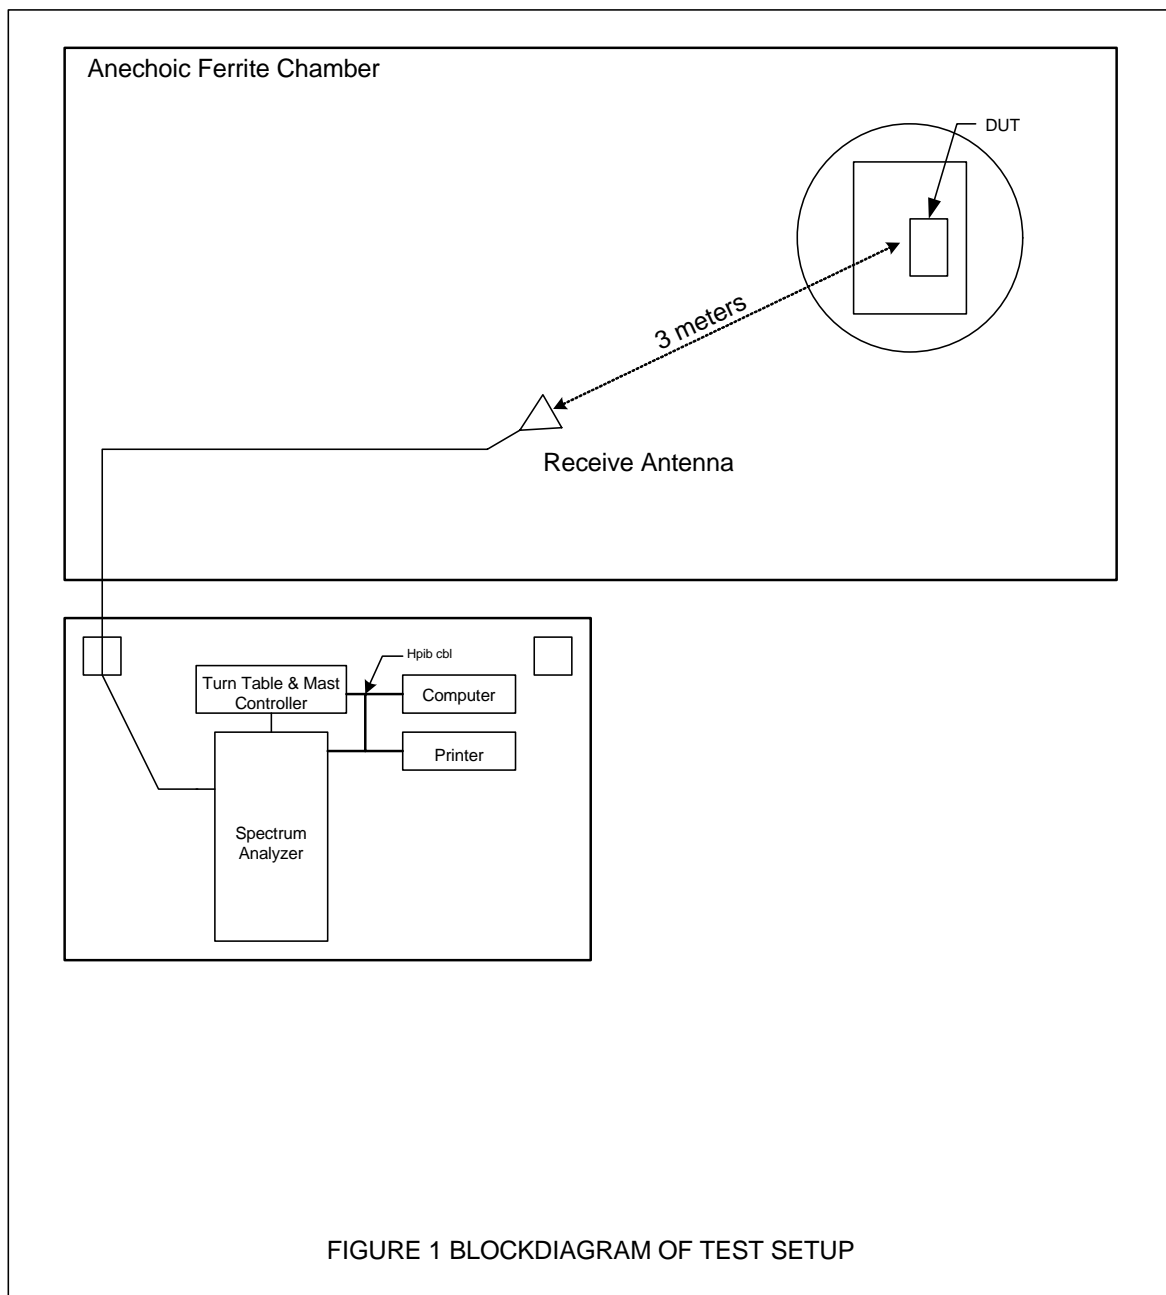 Anechoic Ferrite Chamber
DUT
3 meters
Receive Antenna
Hpib cbl
Turn Table & Mast
Controller
Computer
Printer
Spectrum
Analyzer
FIGURE 1 BLOCKDIAGRAM OF TEST SETUP